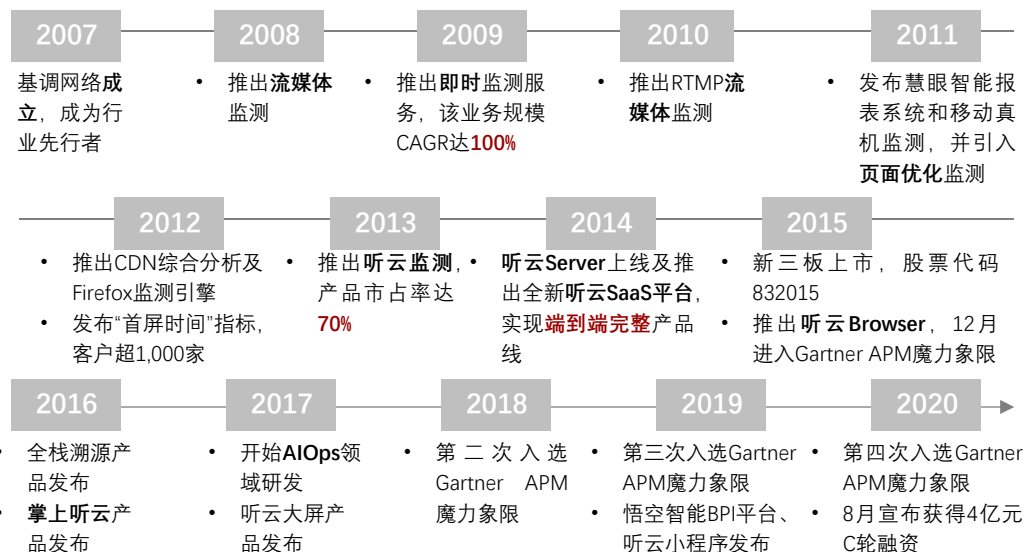 2007
2008
2009
2010
2011
基调网络成
立，成为行
业先行者
• 推出流媒体
监测
• 推出即时监测服
务，该业务规模
CAGR达100%
• 推出RTMP流
媒体监测
• 发布慧眼智能报
表系统和移动真
机监测，并引入
页面优化监测
2012
2013
2014
2015
• 推出CDN综合分析及
Firefox监测引擎
• 发布“首屏时间”指标，
客户超1,000家
• 推出听云监测，
产品市占率达
70%
• 听云Server上线及推
出全新听云SaaS平台，
实现端到端完整产品
线
• 新三板上市，股票代码
832015
• 推出听云Browser，12月
进入Gartner APM魔力象限
2016
2017
2018
2019
2020
• 全栈溯源产
品发布
• 掌上听云产
品发布
• 开始AIOps领
域研发
• 听云大屏产
品发布
• 第二次入选
Gartner APM
魔力象限
• 第三次入选Gartner
APM魔力象限
• 悟空智能BPI平台、
听云小程序发布
• 第四次入选Gartner
APM魔力象限
• 8月宣布获得4亿元
C轮融资